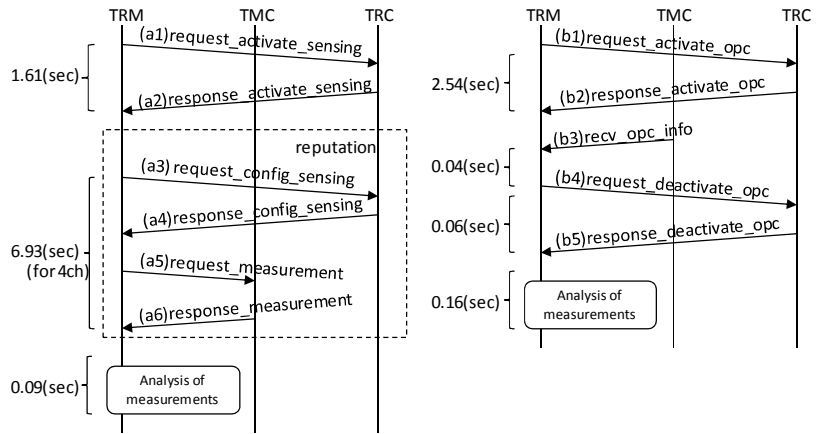 TRM TMC TRC
(a1)request_activate_sensing
1.61(sec)
(a2)response_activate_sensing
reputation
(a3) request_config_sensing
(a4)response_config_sensing
6.93(sec)
(for 4ch)
(a5)request_measurement
(a6)response_measurement
0.09(sec)
Analysis of
measurements
TRM TMC TRC
(b1)request_activate_opc
2.54(sec)
(b2)response_activate_opc
(b3)recv_opc_info
0.04(sec)
(b4)request_deactivate_opc
0.06(sec)
(b5)response_deactivate_opc
0.16(sec)
Analysis of
measurements